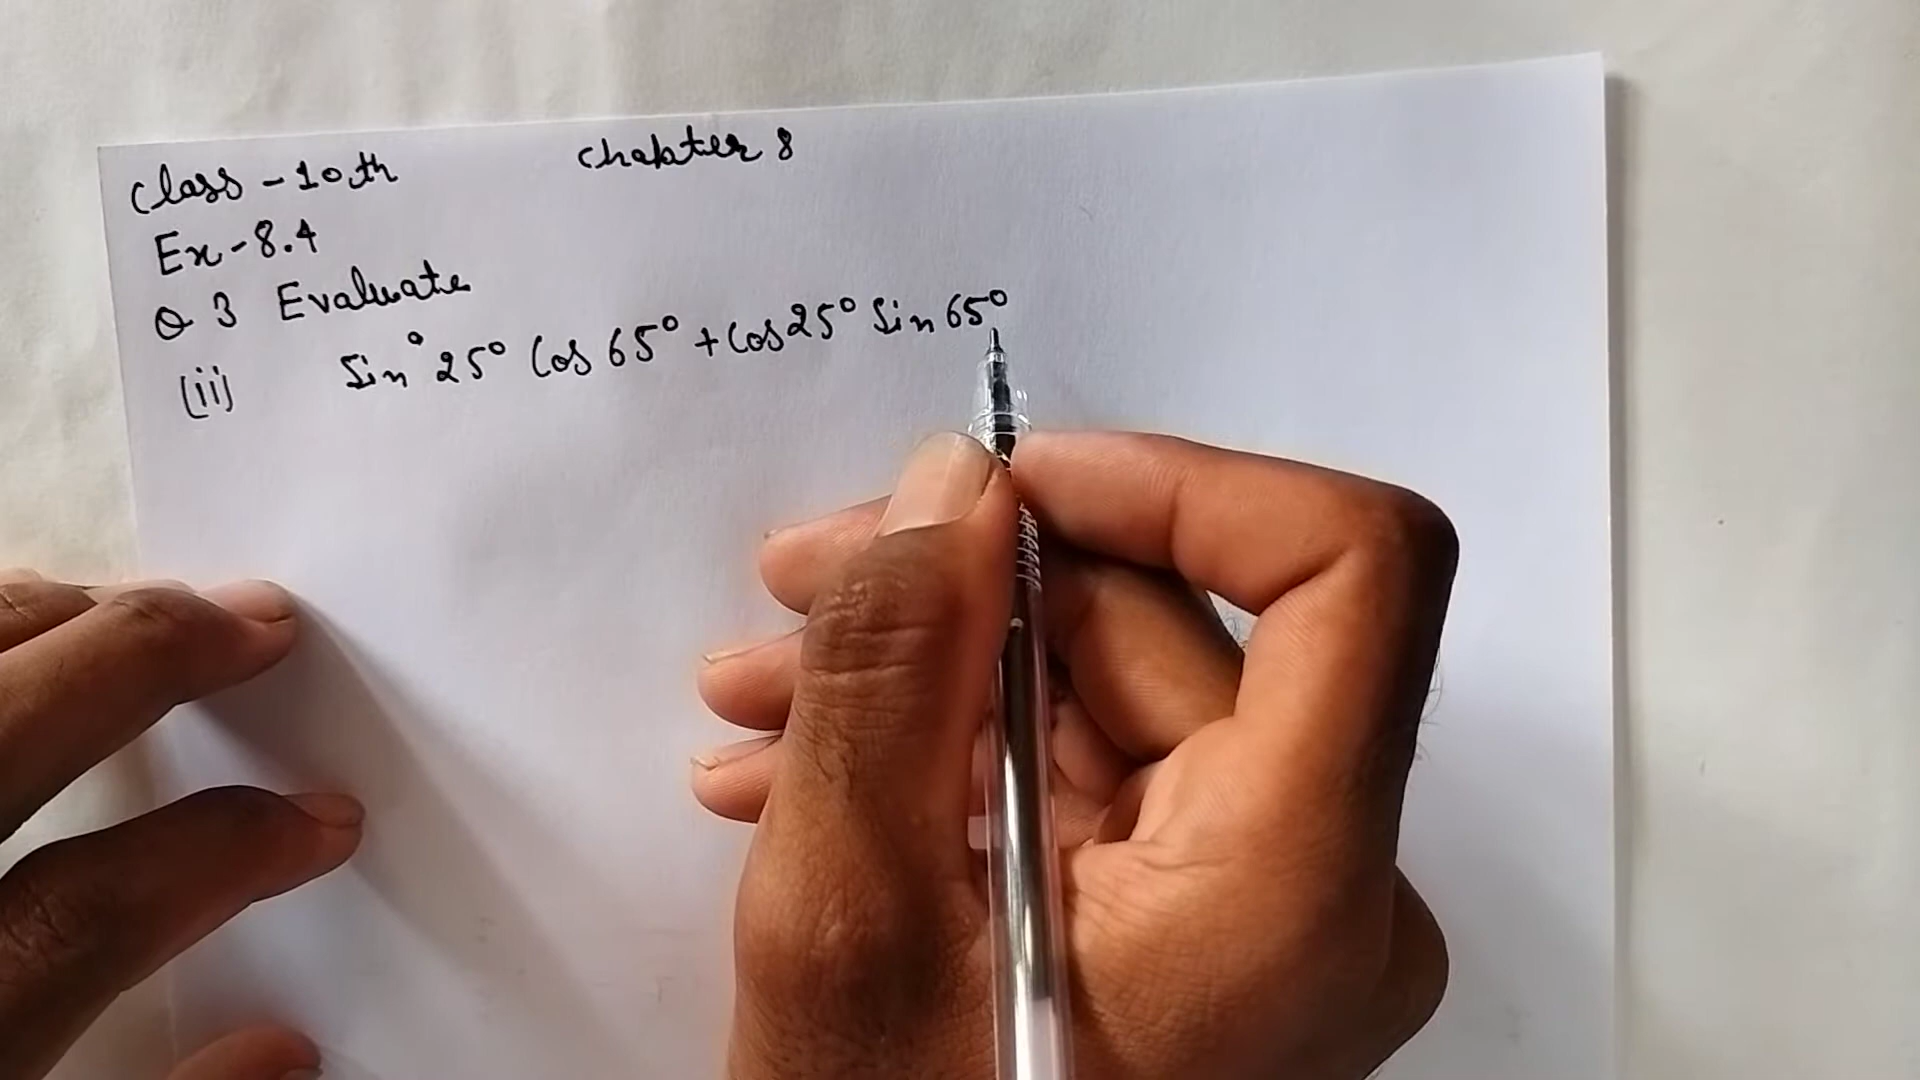 Class - 10th Chapter 8
Ex - 8.4
Q 3 Evaluate
(ii) Sin° 25° Cos 65° + Cos 25° Sin 65°